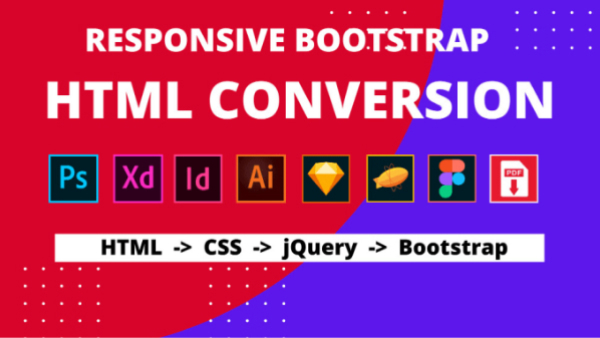 RESPONSIVE BOOTSTRAP
HTML CONVERSION
Ps Xd Id Ai PDF
HTML -> CSS -> jQuery -> Bootstrap